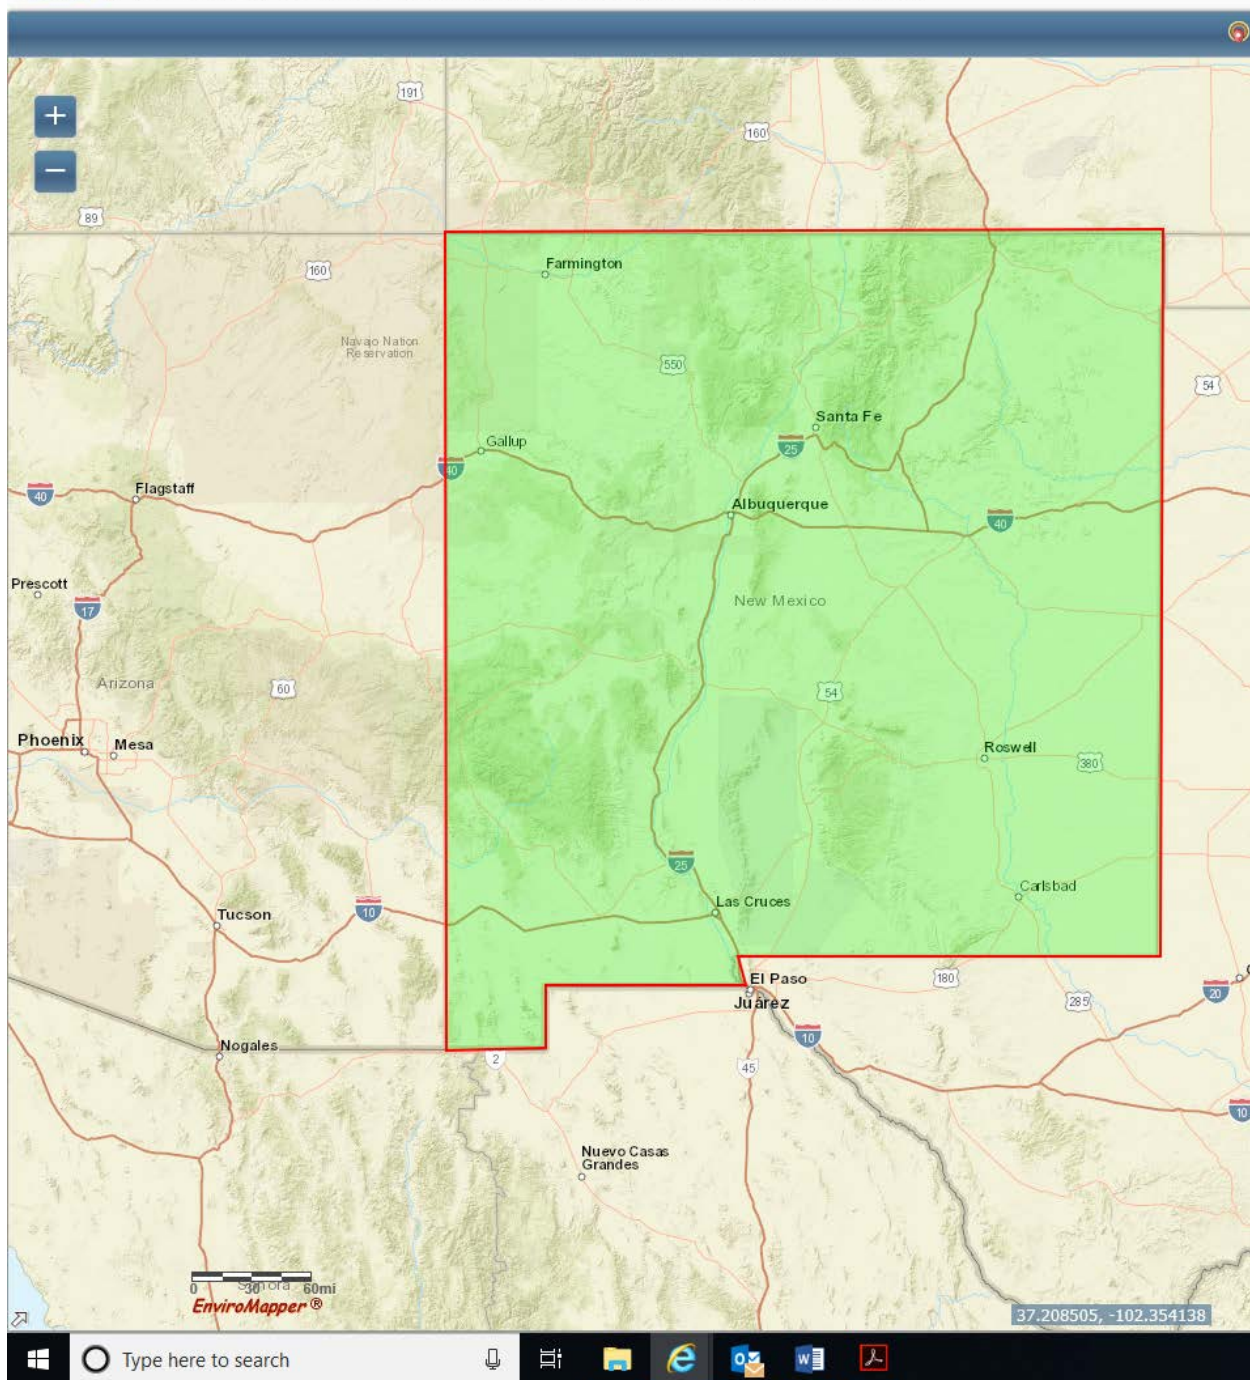 +
191
160
−
89
160
Farmington
Navajo Nation
Reservation
550
54
Santa Fe
Gallup
25
40
40
Flagstaff
Albuquerque
40
Prescott
17
New Mexico
Arizona
60
54
Phoenix
Mesa
Roswell
380
25
Carlsbad
10
Las Cruces
Tucson
El Paso
Juárez
180
285
20
10
Nogales
2
45
10
Nuevo Casas
Grandes
Sonora
0 30 60mi
EnviroMapper ®
37.208505, -102.354138
Type here to search